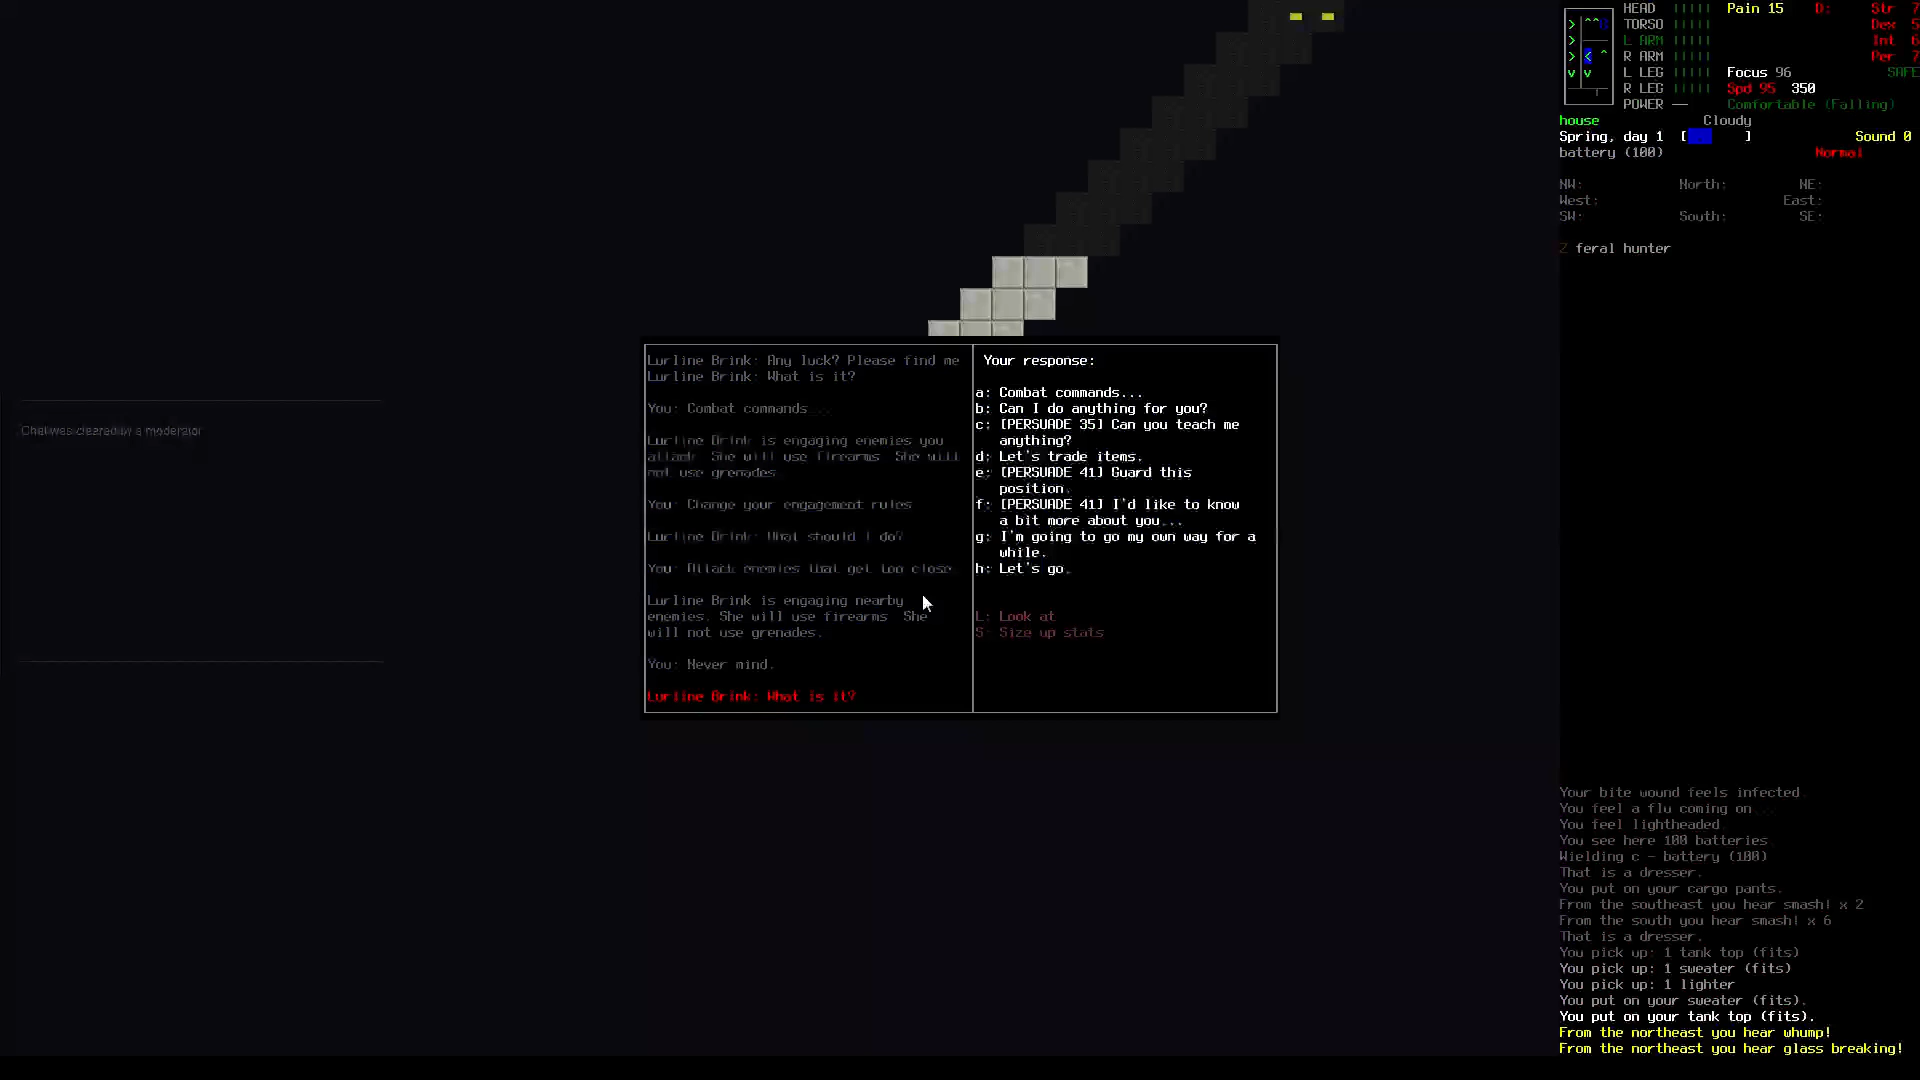 Chat was cleared by a moderator
Lurline Brink: Any luck? Please find me
Lurline Brink: What is it?
You: Combat commands...
Lurline Brink is engaging enemies you
attack. She will use firearms. She will
not use grenades.
You: Change your engagement rules
Lurline Brink: What should I do?
You: Attack enemies that get too close
Lurline Brink is engaging nearby
enemies. She will use firearms. She
will not use grenades.
You: Never mind.
Lurline Brink: What is it?
Your response:
a: Combat commands...
b: Can I do anything for you?
c: [PERSUADE 35] Can you teach me
anything?
d: Let's trade items.
e: [PERSUADE 41] Guard this
position.
f: [PERSUADE 41] I'd like to know
a bit more about you...
g: I'm going to go my own way for a
while.
h: Let's go.
L: Look at
S: Size up stats
HEAD ||||| Pain 15 D: Str 7
TORSO ||||| Dex 5
L ARM ||||| Int 6
R ARM ||||| Per 7
L LEG ||||| Focus 96 SAFE
R LEG ||||| Spd 95 350
POWER — Comfortable (Falling)
house Cloudy
Spring, day 1 [ ] Sound 0
battery (100) Normal
NW: North: NE:
West: East:
SW: South: SE:
Z feral hunter
Your bite wound feels infected.
You feel a flu coming on...
You feel lightheaded.
You see here 100 batteries
Wielding c - battery (100)
That is a dresser.
You put on your cargo pants.
From the southeast you hear smash! x 2
From the south you hear smash! x 6
That is a dresser.
You pick up: 1 tank top (fits)
You pick up: 1 sweater (fits)
You pick up: 1 lighter
You put on your sweater (fits).
You put on your tank top (fits).
From the northeast you hear whump!
From the northeast you hear glass breaking!